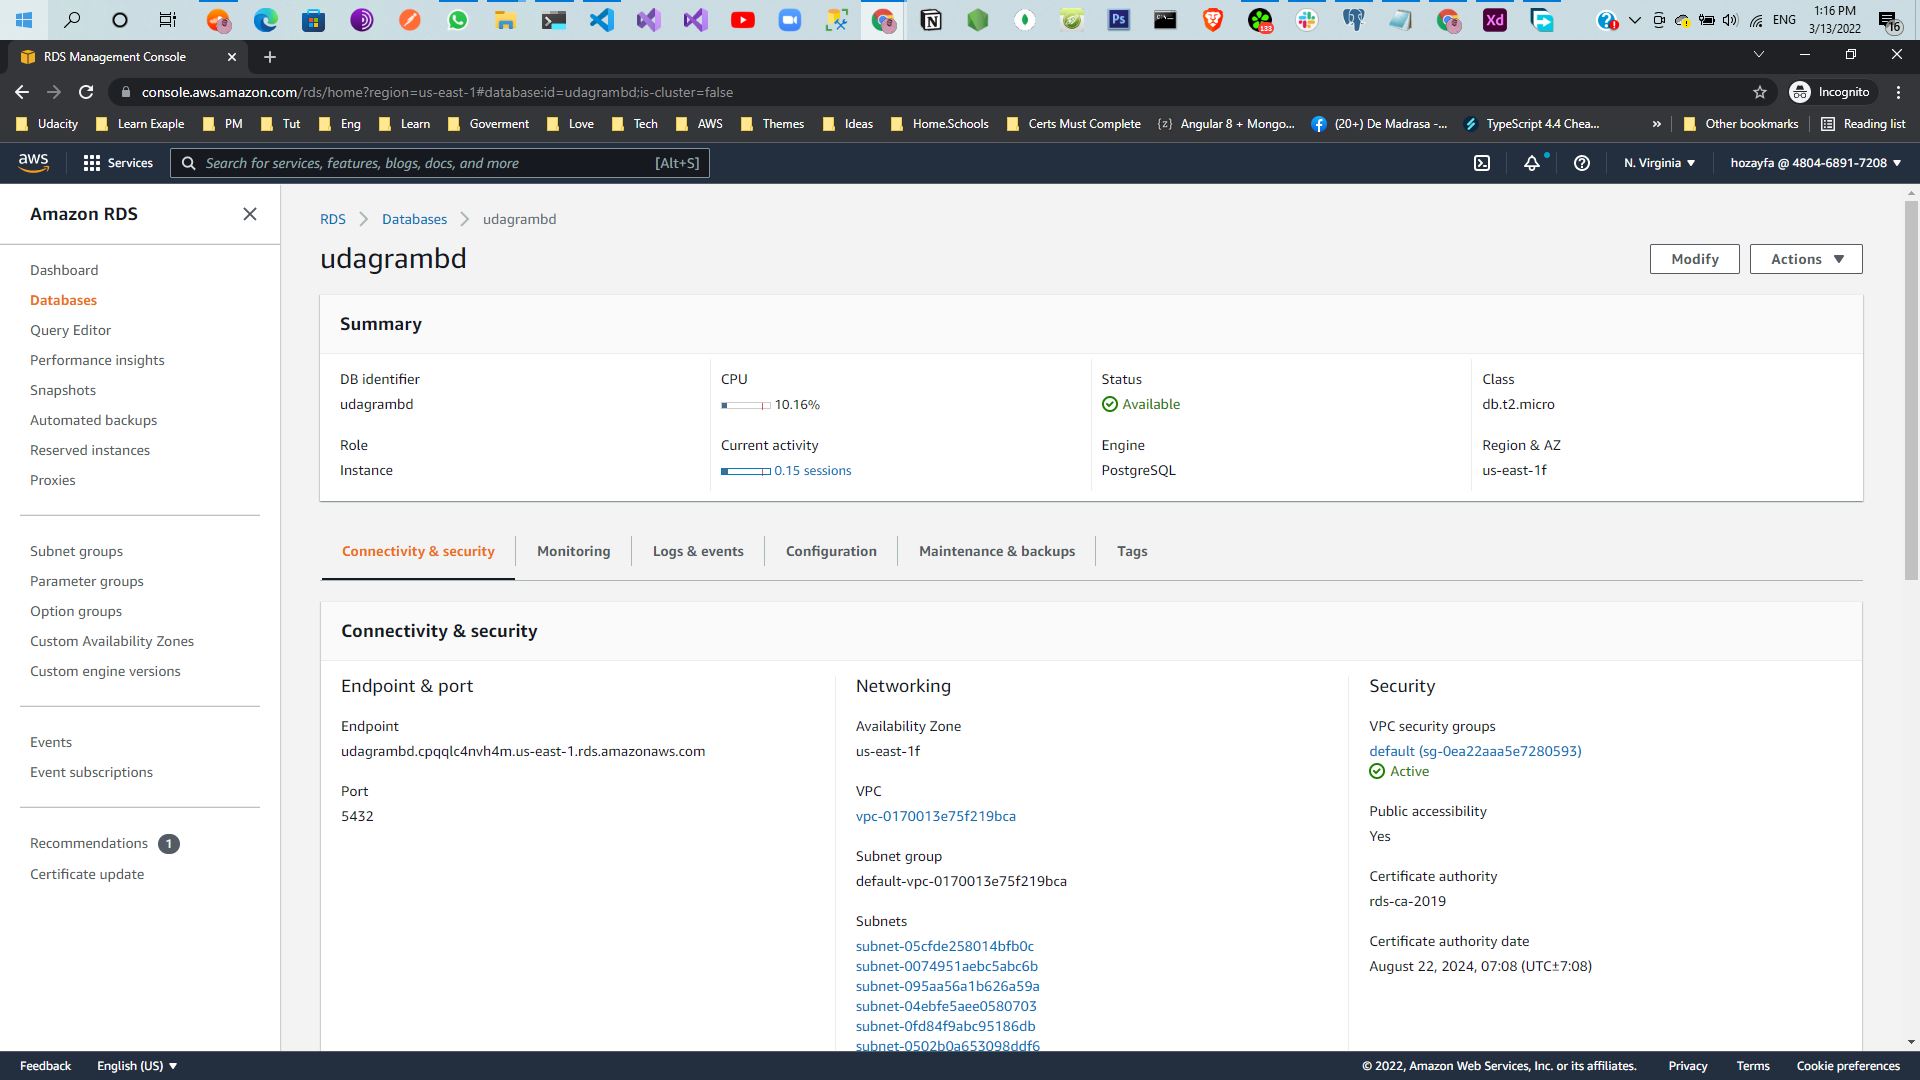 ENG
1:16 PM
3/13/2022
16
133
Ps
Xd
RDS Management Console
console.aws.amazon.com/rds/home?region=us-east-1#database:id=udagrambd;is-cluster=false
Incognito
Udacity
Learn Exaple
PM
Tut
Eng
Learn
Goverment
Love
Tech
AWS
Themes
Ideas
Home.Schools
Certs Must Complete
Angular 8 + Mongo...
(20+) De Madrasa -...
TypeScript 4.4 Chea...
»
Other bookmarks
Reading list
aws
Services
Search for services, features, blogs, docs, and more
[Alt+S]
N. Virginia
hozayfa @ 4804-6891-7208
Amazon RDS
Dashboard
Databases
Query Editor
Performance insights
Snapshots
Automated backups
Reserved instances
Proxies
Subnet groups
Parameter groups
Option groups
Custom Availability Zones
Custom engine versions
Events
Event subscriptions
Recommendations 1
Certificate update
RDS
Databases
udagrambd
udagrambd
Modify
Actions
Summary
DB identifier
udagrambd
CPU
10.16%
Status
Available
Class
db.t2.micro
Role
Instance
Current activity
0.15 sessions
Engine
PostgreSQL
Region & AZ
us-east-1f
Connectivity & security
Monitoring
Logs & events
Configuration
Maintenance & backups
Tags
Connectivity & security
Endpoint & port
Endpoint
udagrambd.cpqqlc4nvh4m.us-east-1.rds.amazonaws.com
Port
5432
Networking
Availability Zone
us-east-1f
VPC
vpc-0170013e75f219bca
Subnet group
default-vpc-0170013e75f219bca
Subnets
subnet-05cfde258014bfb0c
subnet-0074951aebc5abc6b
subnet-095aa56a1b626a59a
subnet-04ebfe5aee0580703
subnet-0fd84f9abc95186db
subnet-0502b0a653098ddf6
Security
VPC security groups
default (sg-0ea22aaa5e7280593)
Active
Public accessibility
Yes
Certificate authority
rds-ca-2019
Certificate authority date
August 22, 2024, 07:08 (UTC±7:08)
Feedback
English (US)
© 2022, Amazon Web Services, Inc. or its affiliates.
Privacy
Terms
Cookie preferences